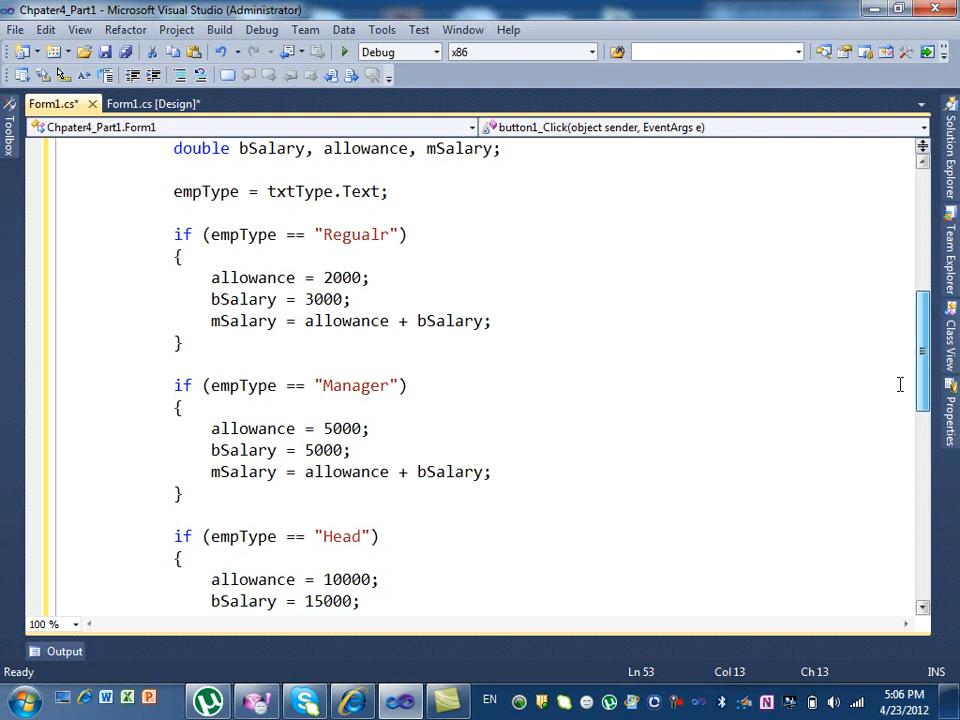 Chpater4_Part1 - Microsoft Visual Studio (Administrator)
File Edit View Refactor Project Build Debug Team Data Tools Test Window Help
Debug x86
Form1.cs* Form1.cs [Design]*
Chpater4_Part1.Form1 button1_Click(object sender, EventArgs e)
Toolbox
double bSalary, allowance, mSalary;
empType = txtType.Text;
if (empType == "Regualr")
{
allowance = 2000;
bSalary = 3000;
mSalary = allowance + bSalary;
}
if (empType == "Manager")
{
allowance = 5000;
bSalary = 5000;
mSalary = allowance + bSalary;
}
if (empType == "Head")
{
allowance = 10000;
bSalary = 15000;
Solution Explorer
Team Explorer
Class View
Properties
100 %
Output
Ready Ln 53 Col 13 Ch 13 INS
EN 5:06 PM
4/23/2012